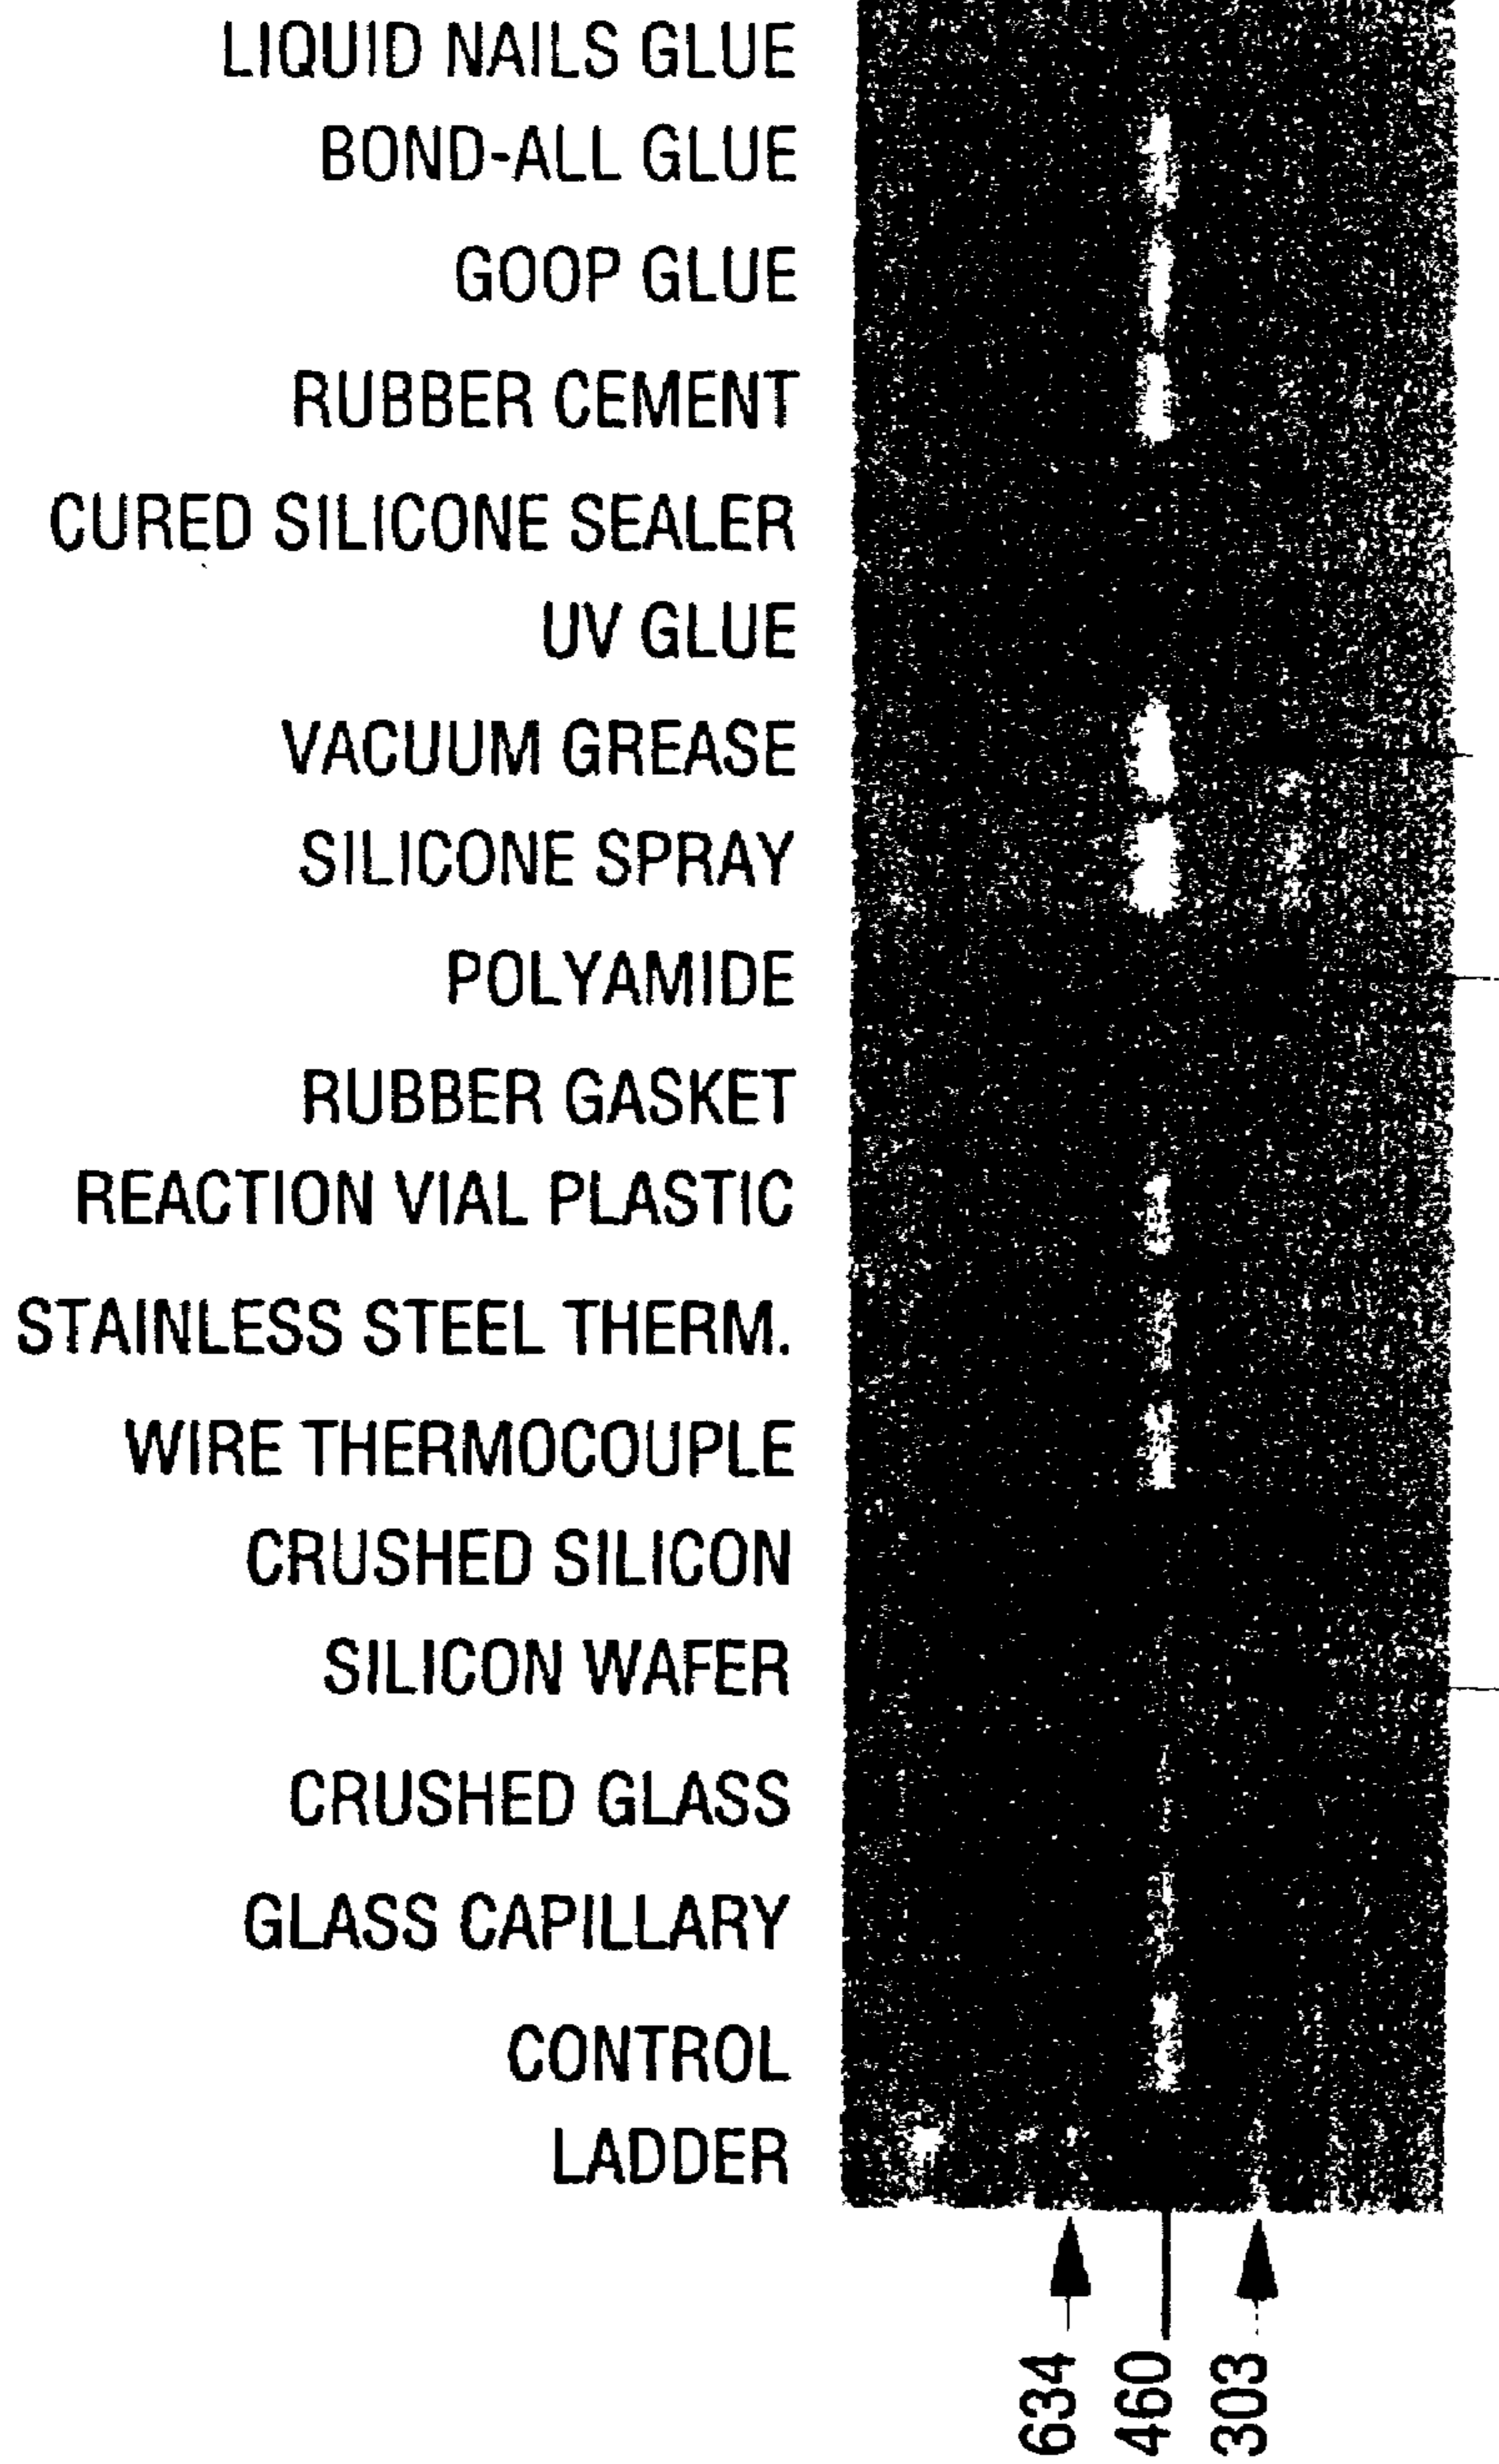 LIQUID NAILS GLUE
BOND-ALL GLUE
GOOP GLUE
RUBBER CEMENT
CURED SILICONE SEALER
UV GLUE
VACUUM GREASE
SILICONE SPRAY
POLYAMIDE
RUBBER GASKET
REACTION VIAL PLASTIC
STAINLESS STEEL THERM.
WIRE THERMOCOUPLE
CRUSHED SILICON
SILICON WAFER
CRUSHED GLASS
GLASS CAPILLARY
CONTROL
LADDER
634
460
303